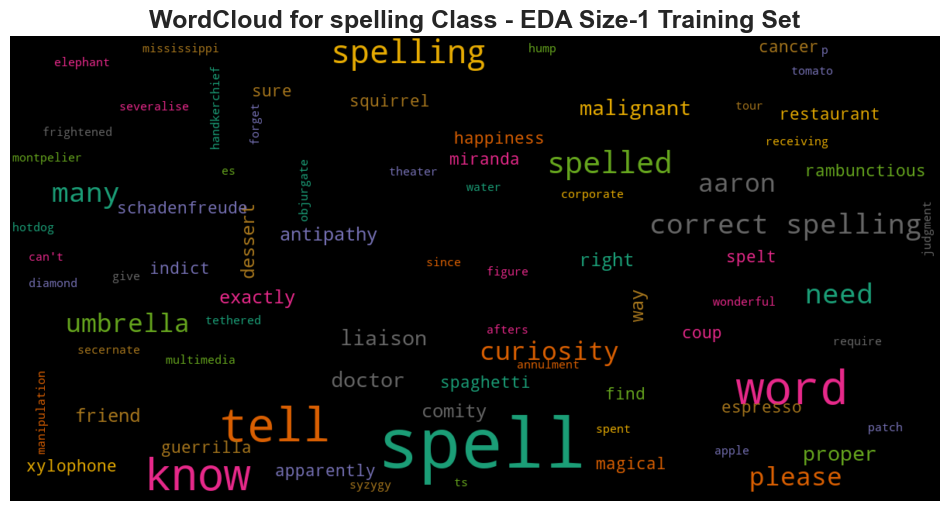 WordCloud for spelling Class - EDA Size-1 Training Set
mississippi
spelling
hump
cancer
p
elephant
tomato
handkerchief
sure
squirrel
severalise
forget
malignant
tour
restaurant
frightened
happiness
receiving
montpelier
miranda
spelled
rambunctious
es
objurgate
theater
water
corporate
aaron
many
schadenfreude
dessert
hotdog
antipathy
correct spelling
judgment
can't
indict
since
figure
right
spelt
diamond
give
exactly
way
wonderful
need
umbrella
tethered
liaison
afters
coup
require
secernate
multimedia
curiosity
annulment
doctor
spaghetti
find
word
espresso
manipulation
friend
tell
comity
spell
spent
patch
guerrilla
xylophone
know
apparently
syzygy
ts
magical
apple
proper
please